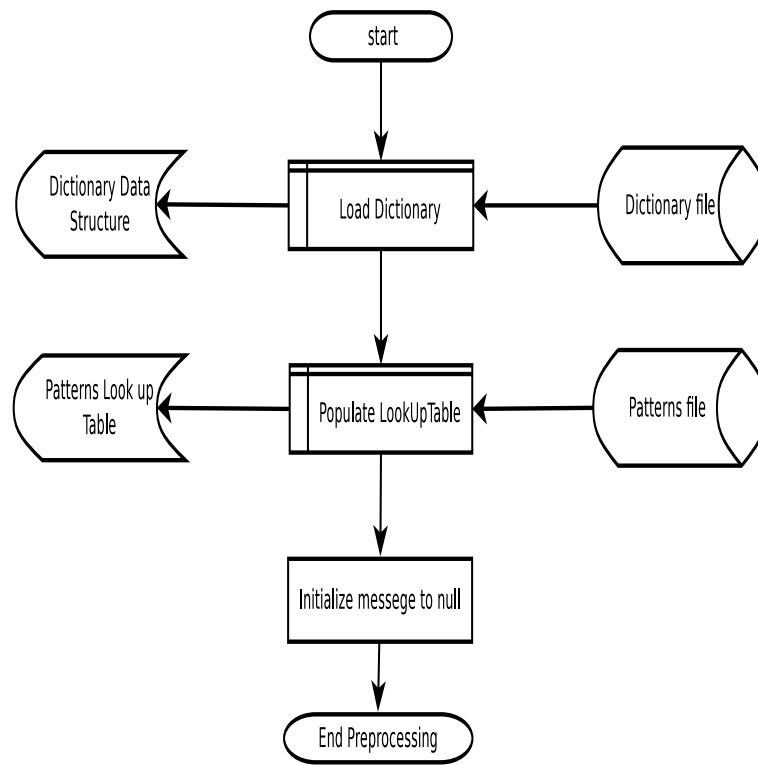 start
Dictionary Data
Structure
Load Dictionary
Dictionary file
Patterns Look up
Table
Populate LookUpTable
Patterns file
Initialize messege to null
End Preprocessing